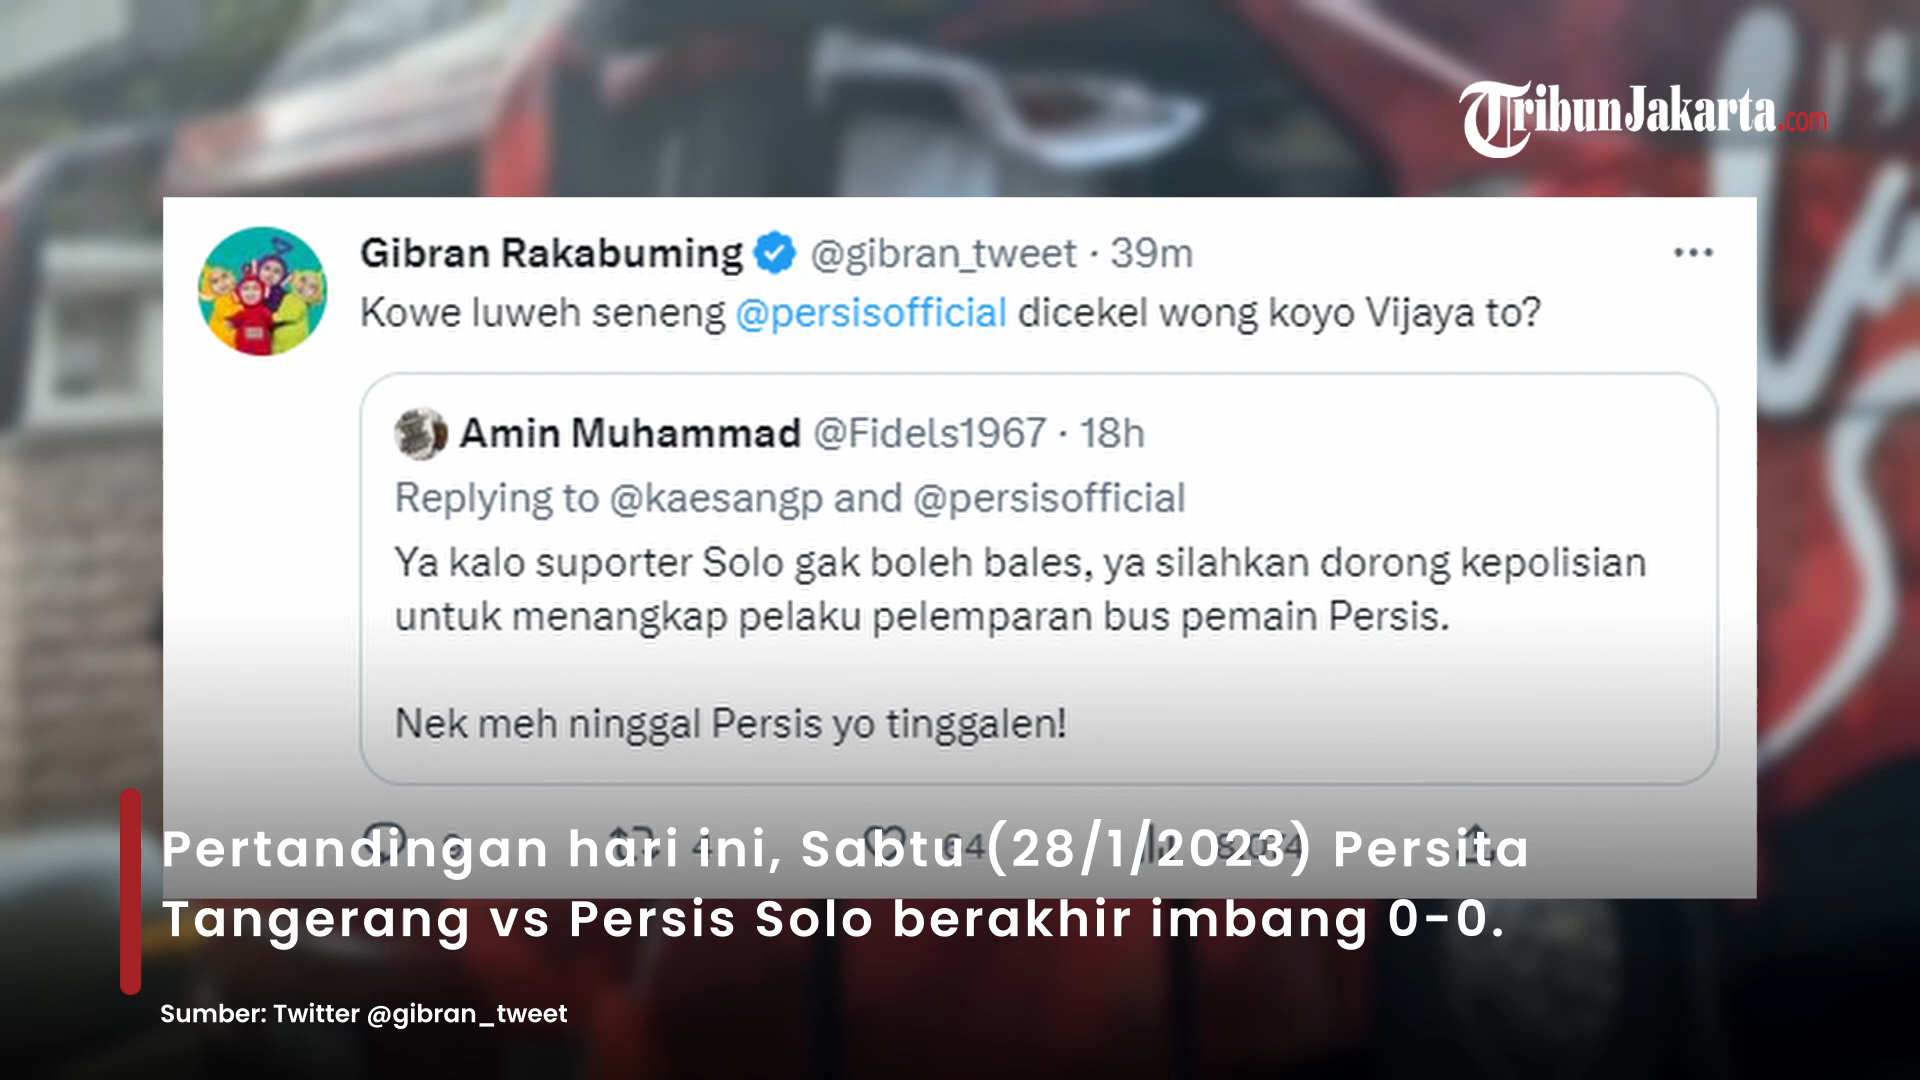 TribunJakarta.com
Gibran Rakabuming @gibran_tweet · 39m
Kowe luweh seneng @persisofficial dicekel wong koyo Vijaya to?
Amin Muhammad @Fidels1967 · 18h
Replying to @kaesangp and @persisofficial
Ya kalo suporter Solo gak boleh bales, ya silahkan dorong kepolisian
untuk menangkap pelaku pelemparan bus pemain Persis.
Nek meh ninggal Persis yo tinggalen!
Pertandingan hari ini, Sabtu (28/1/2023) Persita
Tangerang vs Persis Solo berakhir imbang 0-0.
Sumber: Twitter @gibran_tweet